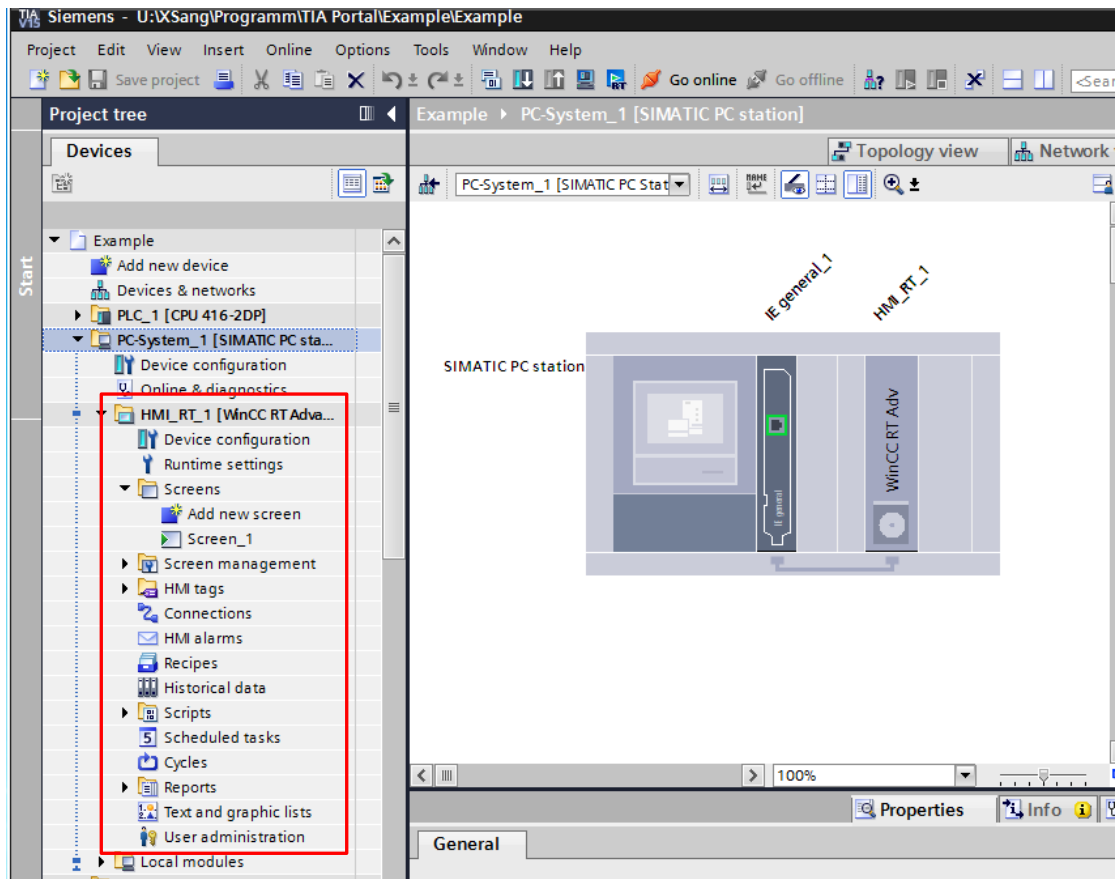 TIA V15 Siemens - U:\XSang\Programm\TIA Portal\Example\Example
Project Edit View Insert Online Options Tools Window Help
Save project Go online Go offline <Sear
Project tree
Example PC-System_1 [SIMATIC PC station]
Devices
Topology view Network
PC-System_1 [SIMATIC PC Stat
NAME
Start
Example
Add new device
Devices & networks
PLC_1 [CPU 416-2DP]
PC-System_1 [SIMATIC PC sta...
Device configuration
Online & diagnostics
HMI_RT_1 [WinCC RT Adva...
Device configuration
Runtime settings
Screens
Add new screen
Screen_1
Screen management
HMI tags
Connections
HMI alarms
Recipes
Historical data
Scripts
Scheduled tasks
Cycles
Reports
Text and graphic lists
User administration
Local modules
IE general_1
HMI_RT_1
SIMATIC PC station
IE general
WinCC RT Adv
100%
Properties Info
General